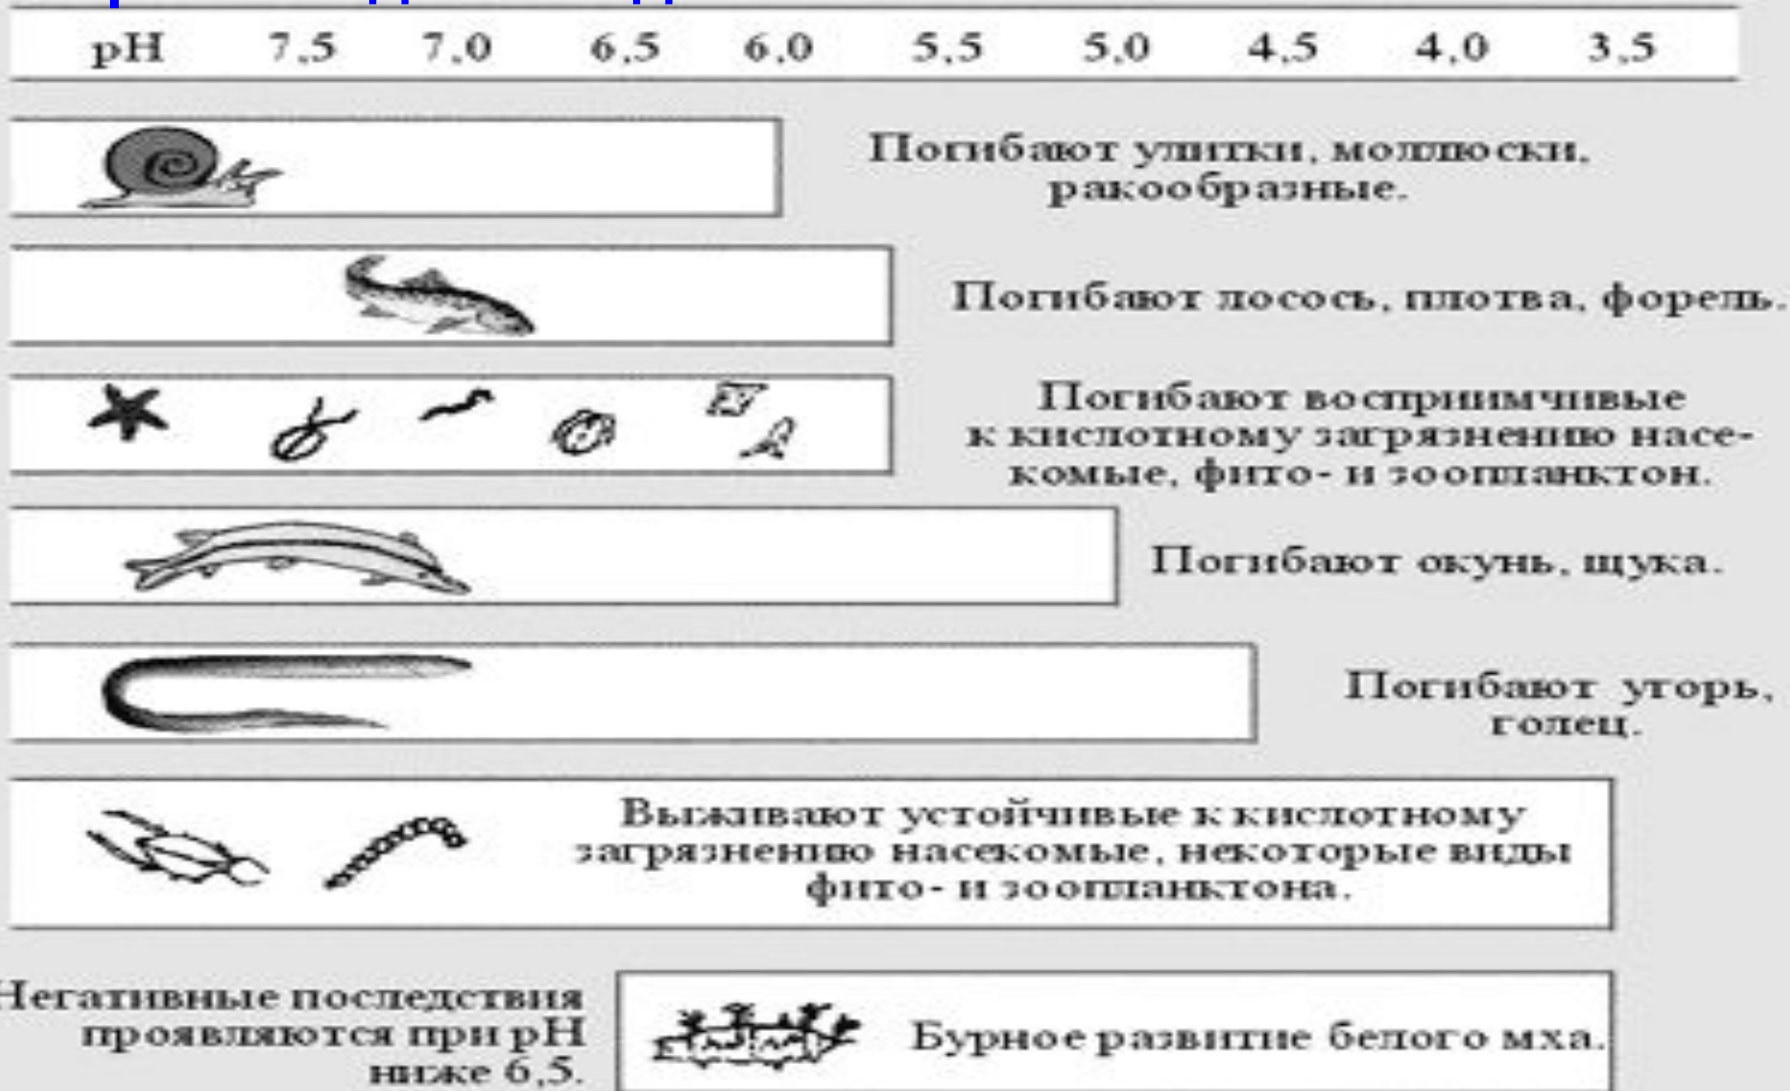 pH 7,5 7,0 6,5 6,0 5,5 5,0 4,5 4,0 3,5
Погибают улитки, моллюски,
ракообразные.
Погибают лосось, плотва, форель.
Погибают восприимчивые
к кислотному загрязнению насе-
комые, фито- и зоопланктон.
Погибают окунь, щука.
Погибают угорь,
голец.
Выживают устойчивые к кислотному
загрязнению насекомые, некоторые виды
фито- и зоопланктона.
Негативные последствия
проявляются при pH
ниже 6,5.
Бурное развитие белого мха.